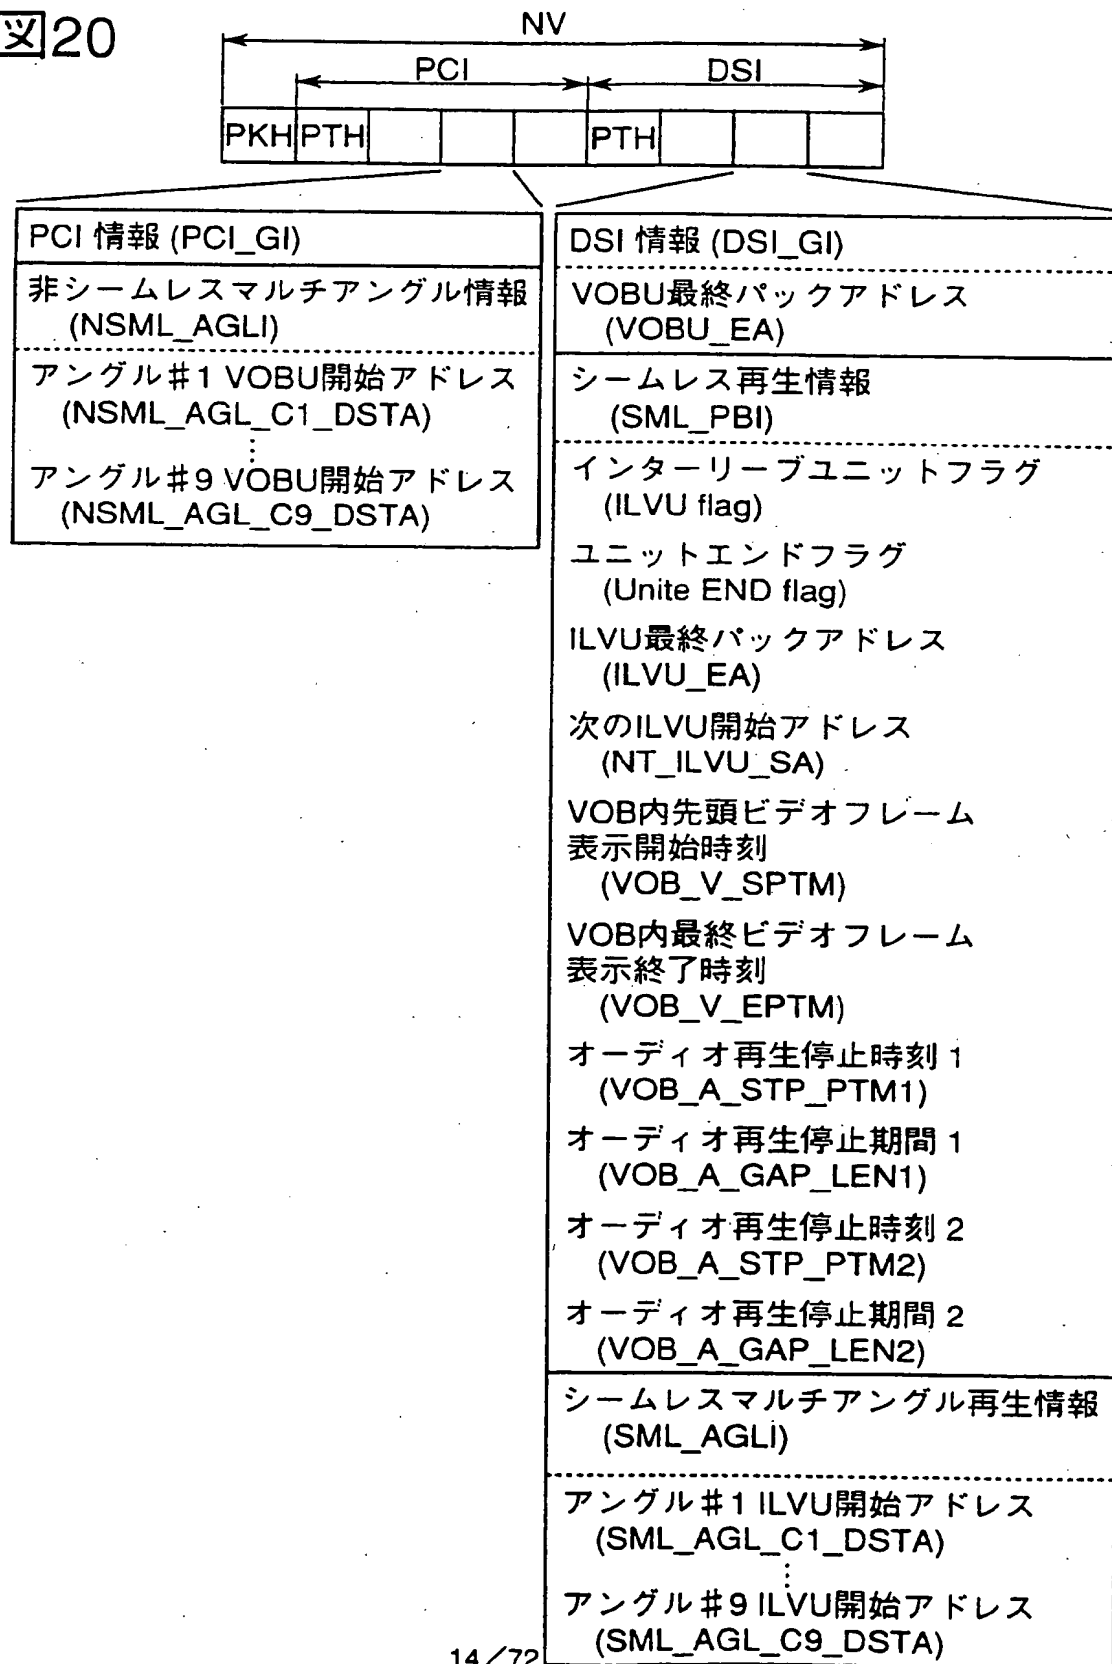 図20
NV
PCI
DSI
PKH PTH PTH
PCI 情報 (PCI_GI)
非シームレスマルチアングル情報
(NSML_AGLI)
アングル#1 VOBU開始アドレス
(NSML_AGL_C1_DSTA)
⋮
アングル#9 VOBU開始アドレス
(NSML_AGL_C9_DSTA)
DSI 情報 (DSI_GI)
VOBU最終パックアドレス
(VOBU_EA)
シームレス再生情報
(SML_PBI)
インターリーブユニットフラグ
(ILVU flag)
ユニットエンドフラグ
(Unite END flag)
ILVU最終パックアドレス
(ILVU_EA)
次のILVU開始アドレス
(NT_ILVU_SA)
VOB内先頭ビデオフレーム
表示開始時刻
(VOB_V_SPTM)
VOB内最終ビデオフレーム
表示終了時刻
(VOB_V_EPTM)
オーディオ再生停止時刻 1
(VOB_A_STP_PTM1)
オーディオ再生停止期間 1
(VOB_A_GAP_LEN1)
オーディオ再生停止時刻 2
(VOB_A_STP_PTM2)
オーディオ再生停止期間 2
(VOB_A_GAP_LEN2)
シームレスマルチアングル再生情報
(SML_AGLI)
アングル#1 ILVU開始アドレス
(SML_AGL_C1_DSTA)
⋮
アングル#9 ILVU開始アドレス
(SML_AGL_C9_DSTA)
14/72